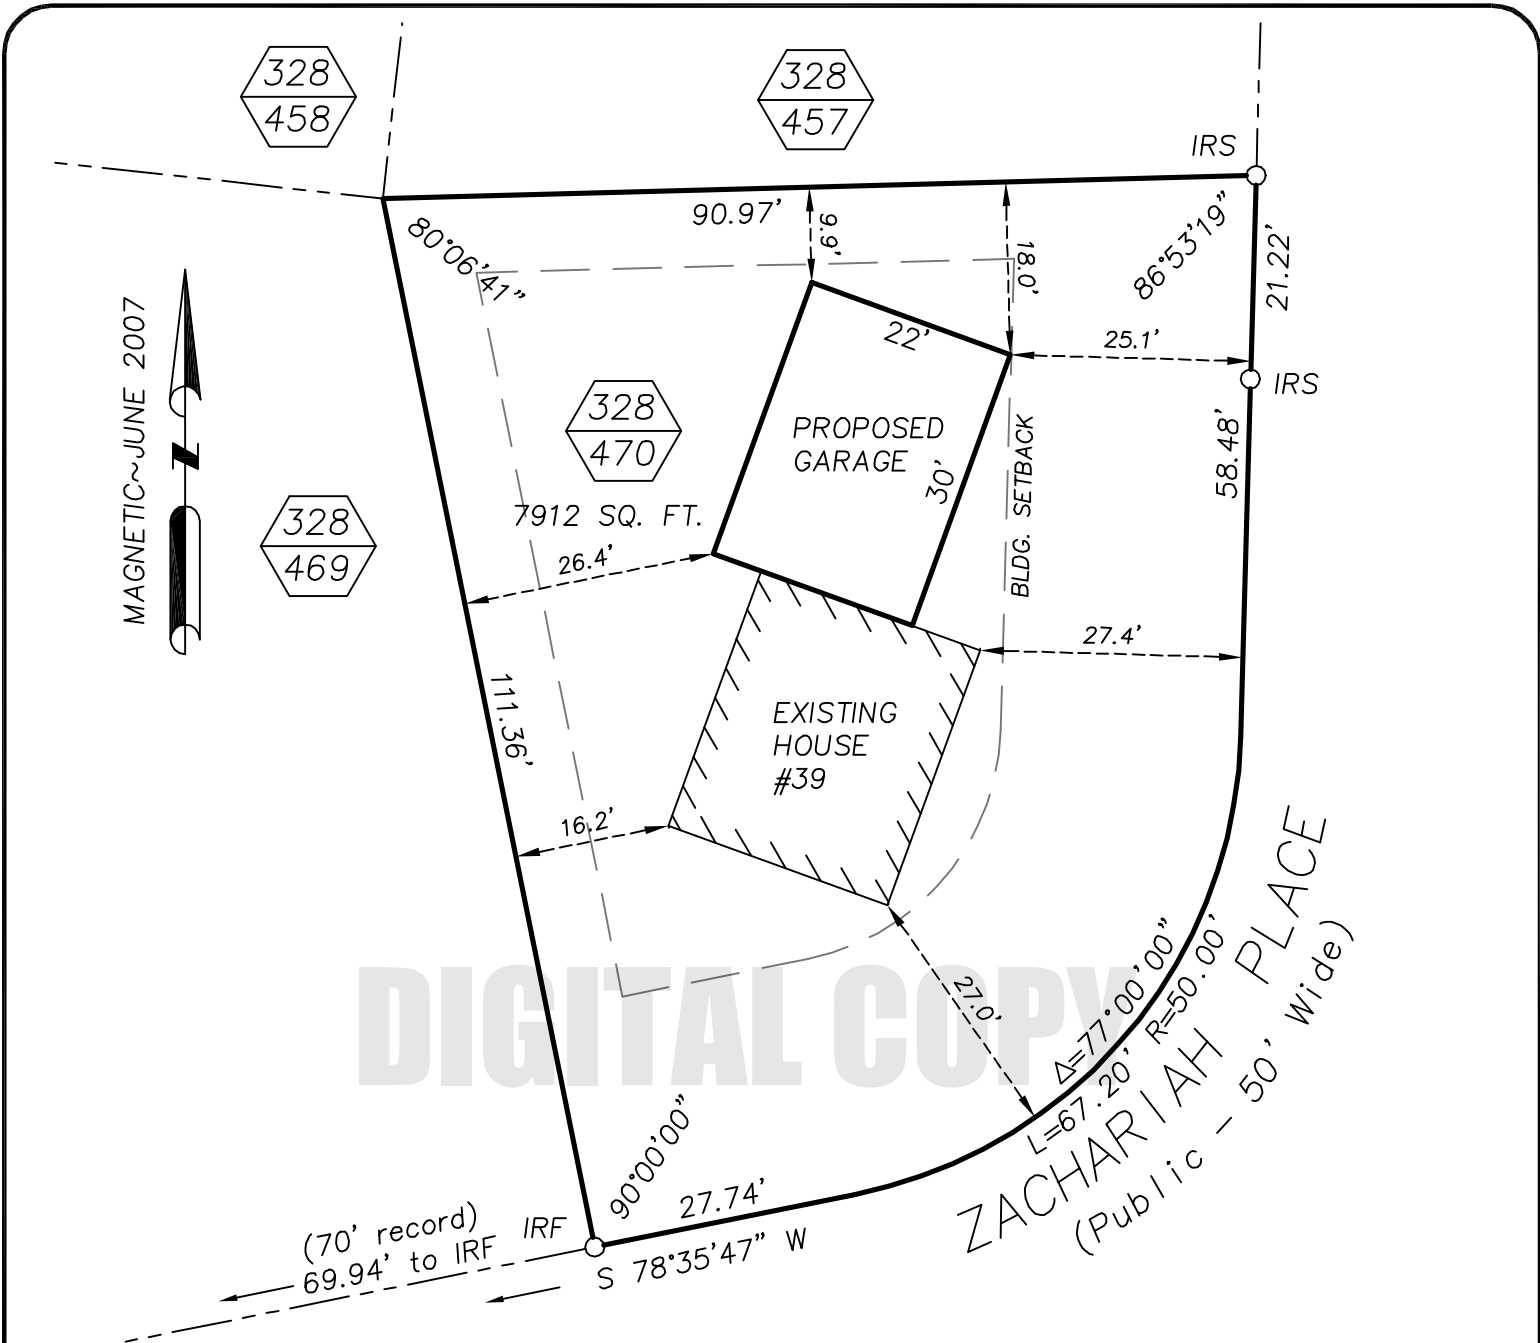 328
458
328
457
IRS
90.97'
9.9'
18.0'
80°06'41"
86°53'19"
21.22'
MAGNETIC~JUNE 2007
N
22'
25.1'
IRS
328
470
7912 SQ. FT.
PROPOSED
GARAGE
30'
BLDG. SETBACK
58.48'
328
469
26.4'
27.4'
111.36'
EXISTING
HOUSE
#39
16.2'
27.0'
DIGITAL COPY
Δ=77°00'00"
L=67.20' R=50.00'
ZACHARIAH PLACE
(Public – 50' Wide)
90°00'00"
27.74'
IRF
S 78°35'47" W
(70' record)
69.94' to IRF